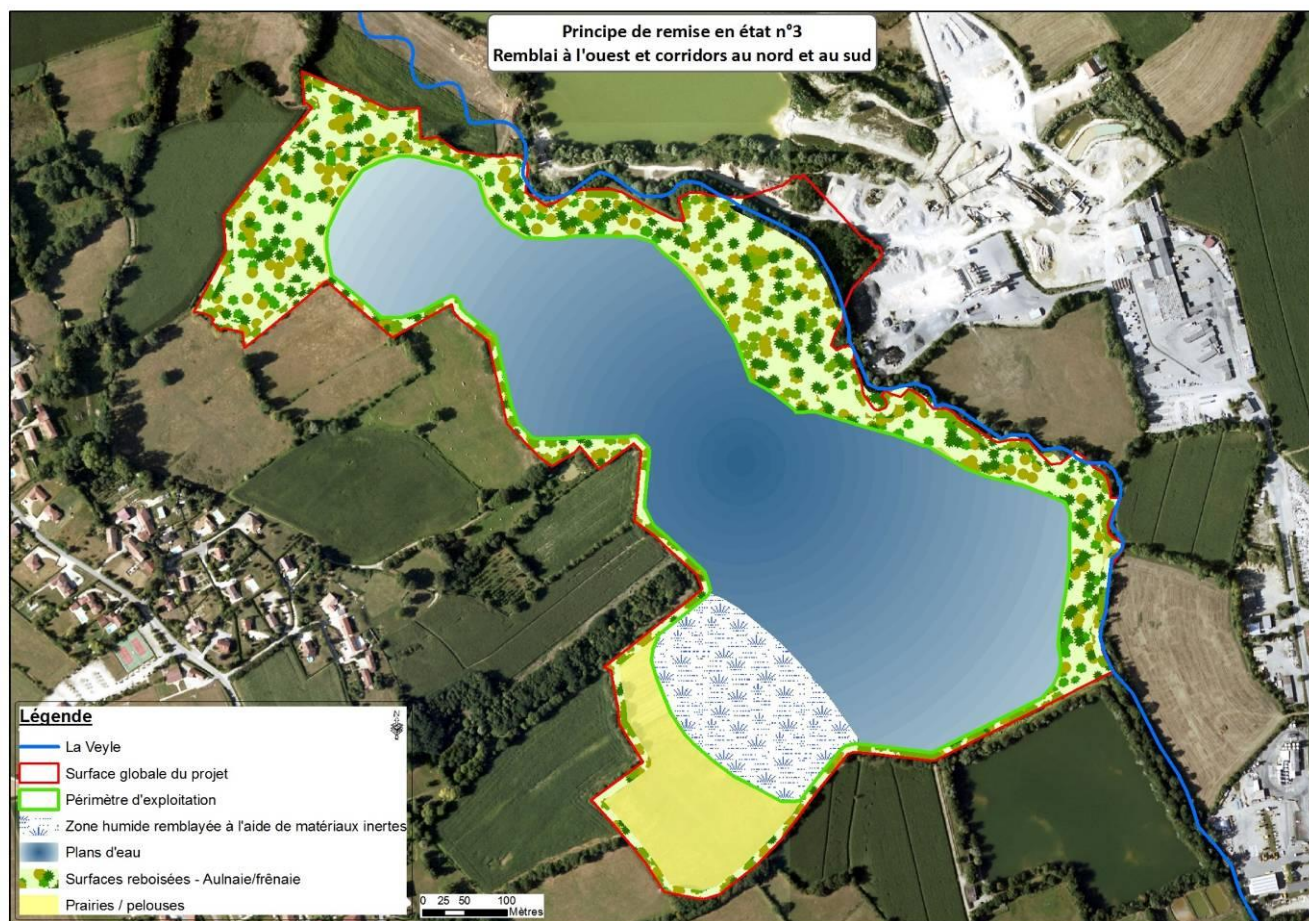 Principe de remise en état n°3
Remblai à l'ouest et corridors au nord et au sud
Légende
La Veyle
Surface globale du projet
Périmètre d'exploitation
Zone humide remblayée à l'aide de matériaux inertes
Plans d'eau
Surfaces reboisées - Aulnaie/frênaie
Prairies / pelouses
0 25 50 100
Mètres